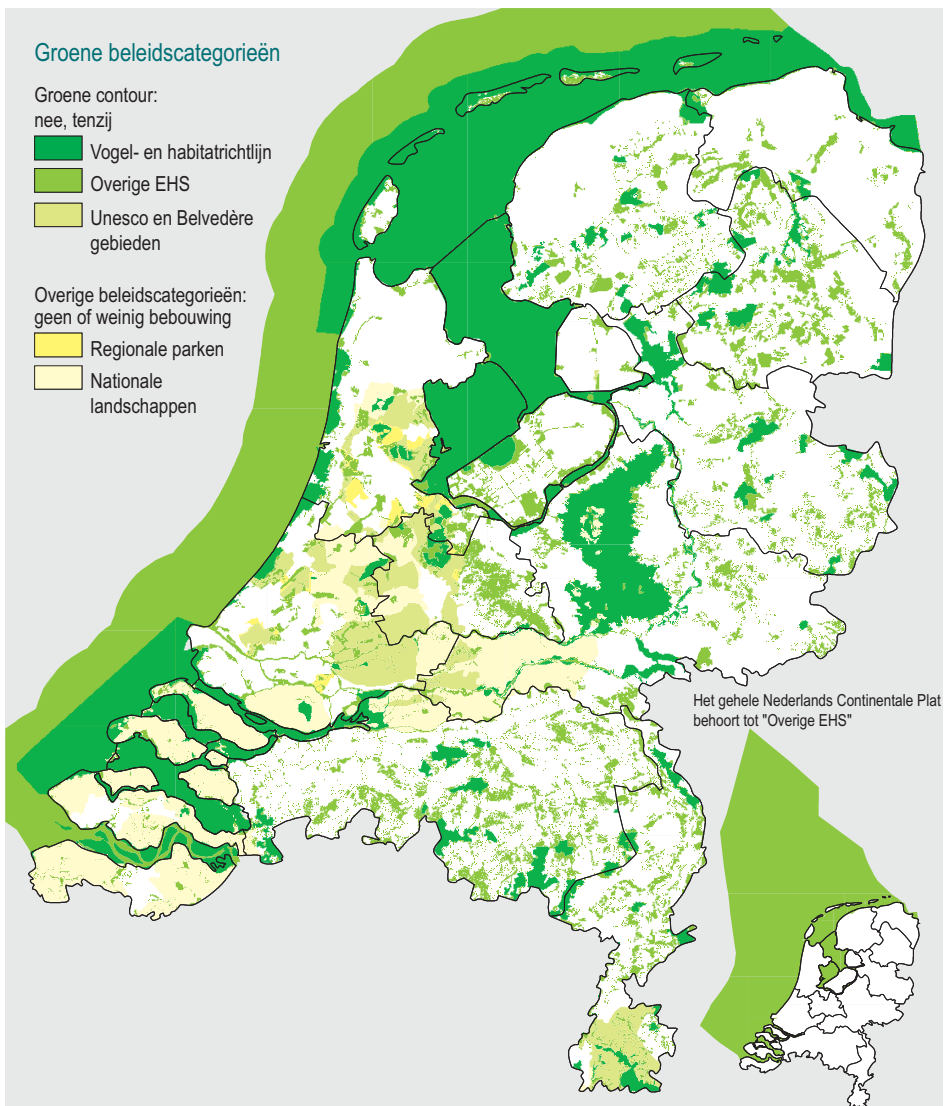 Groene beleidscategorieën
Groene contour:
nee, tenzij
Vogel- en habitatrichtlijn
Overige EHS
Unesco en Belvedère
gebieden
Overige beleidscategorieën:
geen of weinig bebouwing
Regionale parken
Nationale
landschappen
Het gehele Nederlands Continentale Plat
behoort tot "Overige EHS"